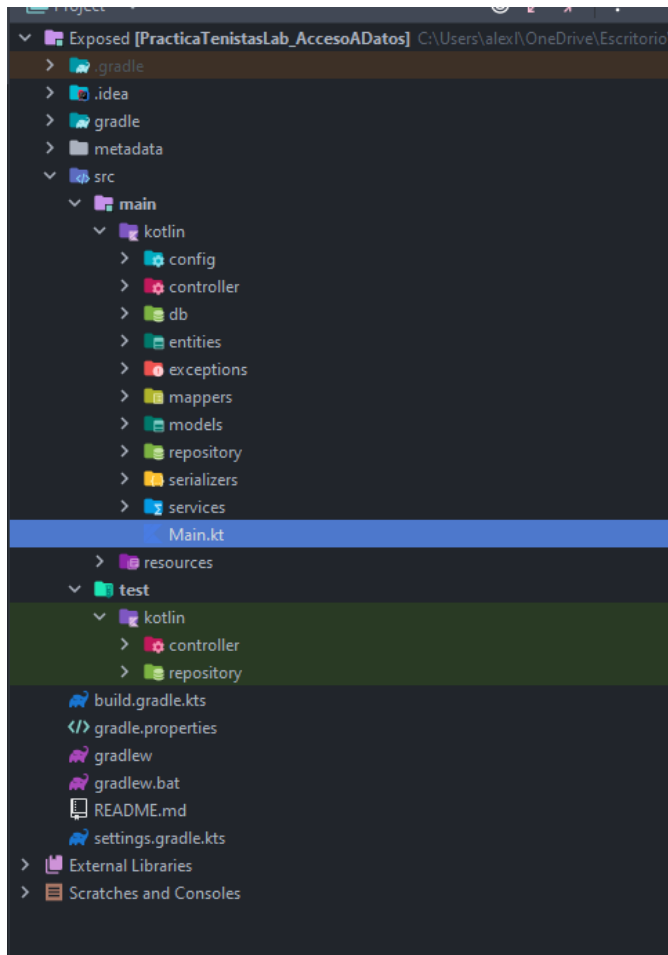 Project
Exposed [PracticaTenistasLab_AccesoADatos] C:\Users\alexl\OneDrive\Escritorio
.gradle
.idea
gradle
metadata
src
main
kotlin
config
controller
db
entities
exceptions
mappers
models
repository
serializers
services
Main.kt
resources
test
kotlin
controller
repository
build.gradle.kts
gradle.properties
gradlew
gradlew.bat
README.md
settings.gradle.kts
External Libraries
Scratches and Consoles